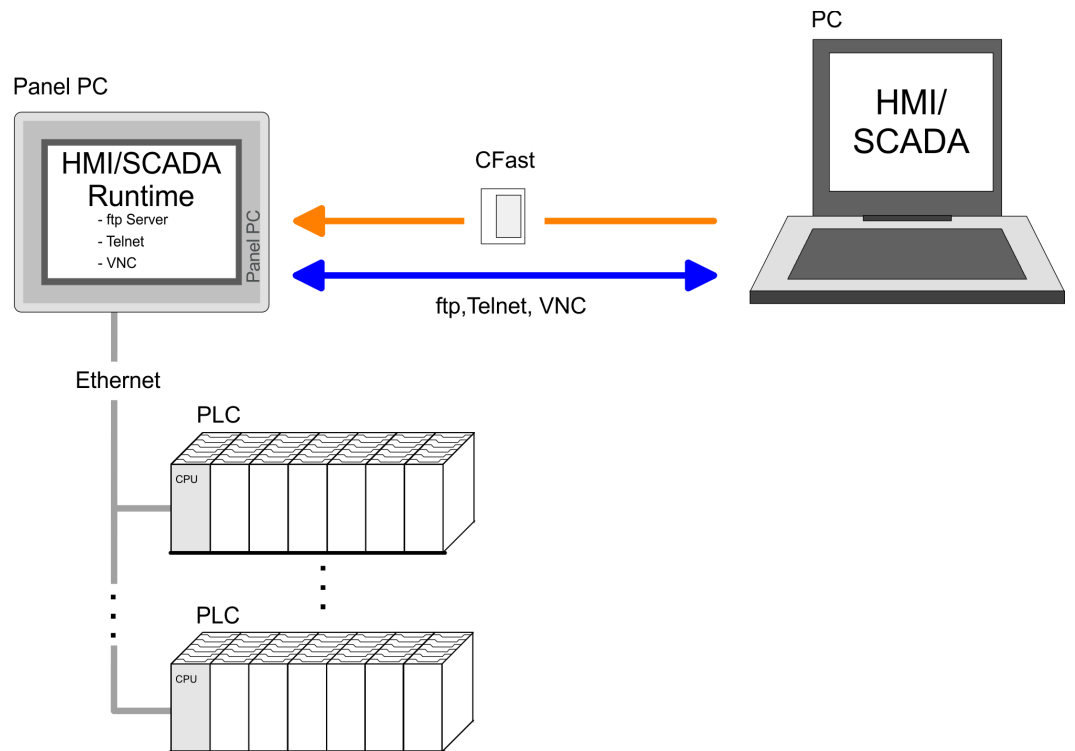 PC
Panel PC
HMI/SCADA
Runtime
- ftp Server
- Telnet
- VNC
Panel PC
CFast
HMI/
SCADA
ftp,Telnet, VNC
Ethernet
PLC
CPU
PLC
CPU